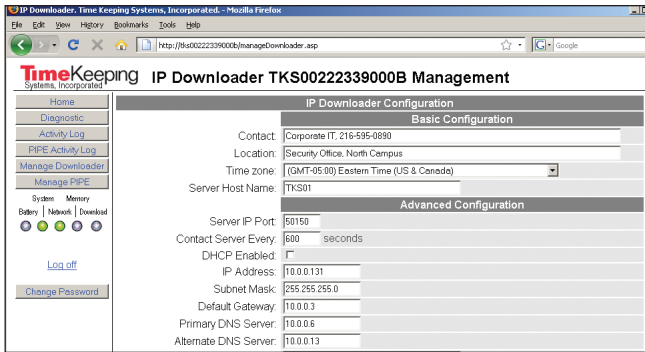 IP Downloader. Time Keeping Systems, Incorporated. - Mozilla Firefox
File Edit View History Bookmarks Tools Help
http://tks00222339000b/manageDownloader.asp
G Google
TimeKeeping
Systems, Incorporated
IP Downloader TKS00222339000B Management
Home
Diagnostic
Activity Log
PIPE Activity Log
Manage Downloader
Manage PIPE
System Memory
Battery | Network | Download
Log off
Change Password
IP Downloader Configuration
Basic Configuration
Contact: Corporate IT, 216-595-0890
Location: Security Office, North Campus
Time zone: (GMT-05:00) Eastern Time (US & Canada)
Server Host Name: TKS01
Advanced Configuration
Server IP Port: 50150
Contact Server Every: 600 seconds
DHCP Enabled:
IP Address: 10.0.0.131
Subnet Mask: 255.255.255.0
Default Gateway: 10.0.0.3
Primary DNS Server: 10.0.0.6
Alternate DNS Server: 10.0.0.13